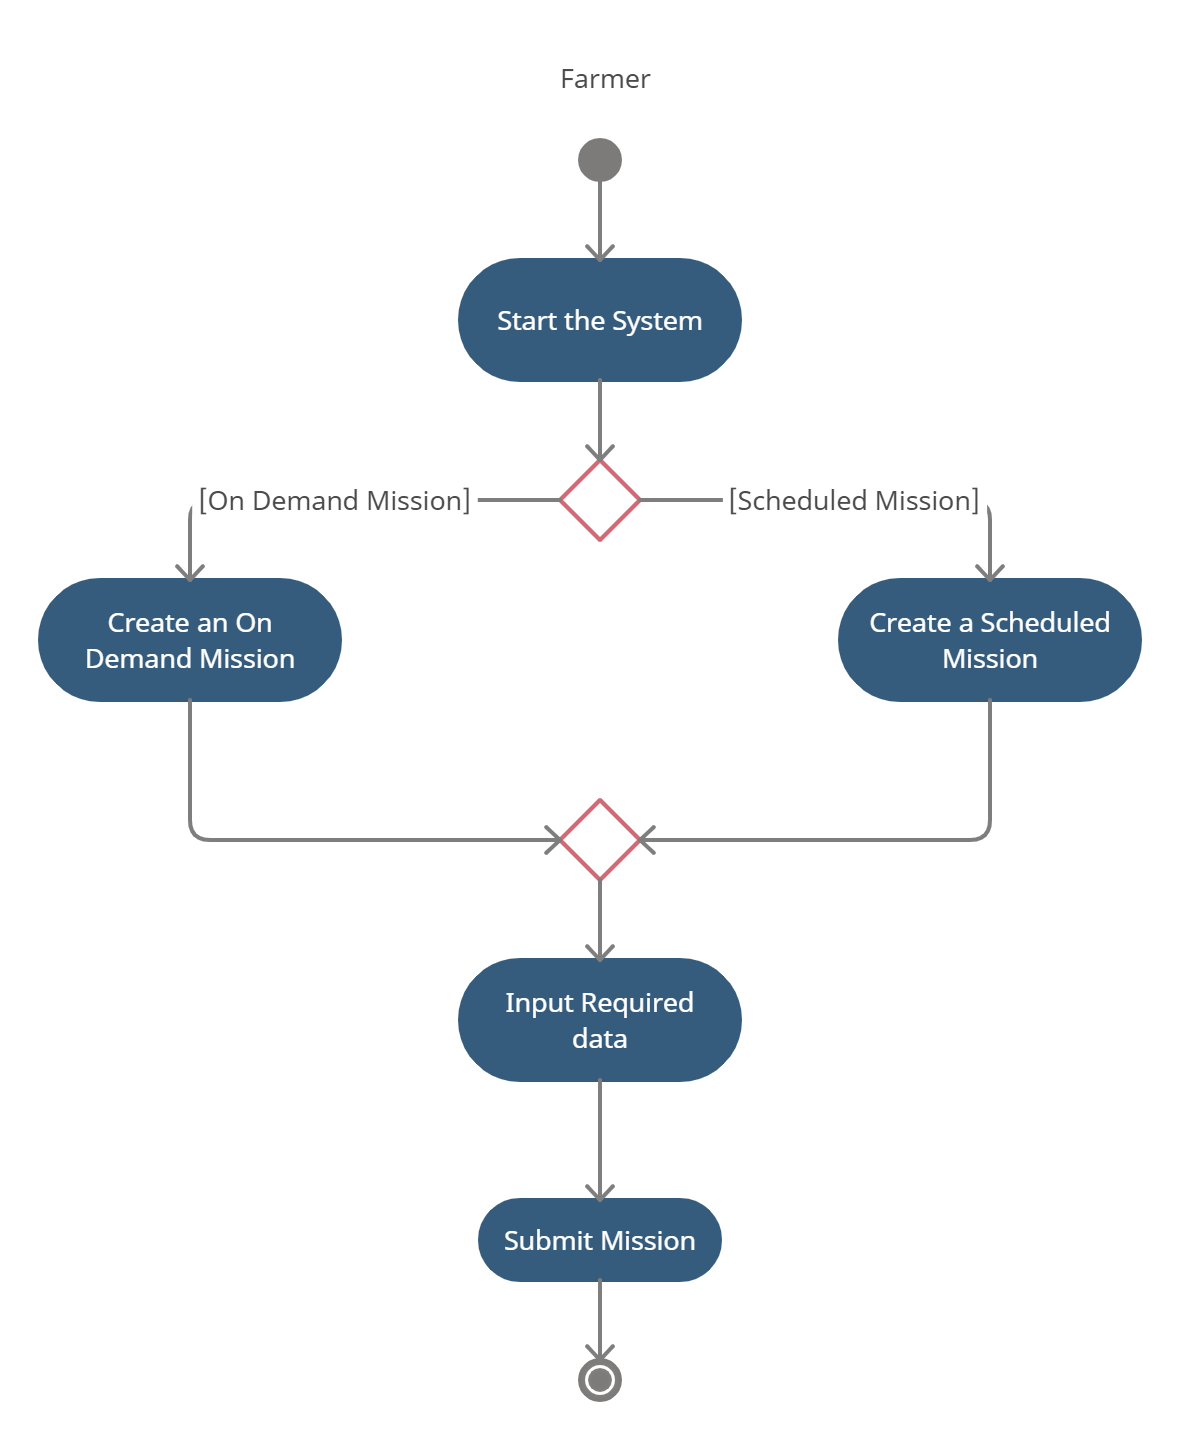 Farmer
Start the System
[On Demand Mission]
[Scheduled Mission]
Create an On
Demand Mission
Create a Scheduled
Mission
Input Required
data
Submit Mission